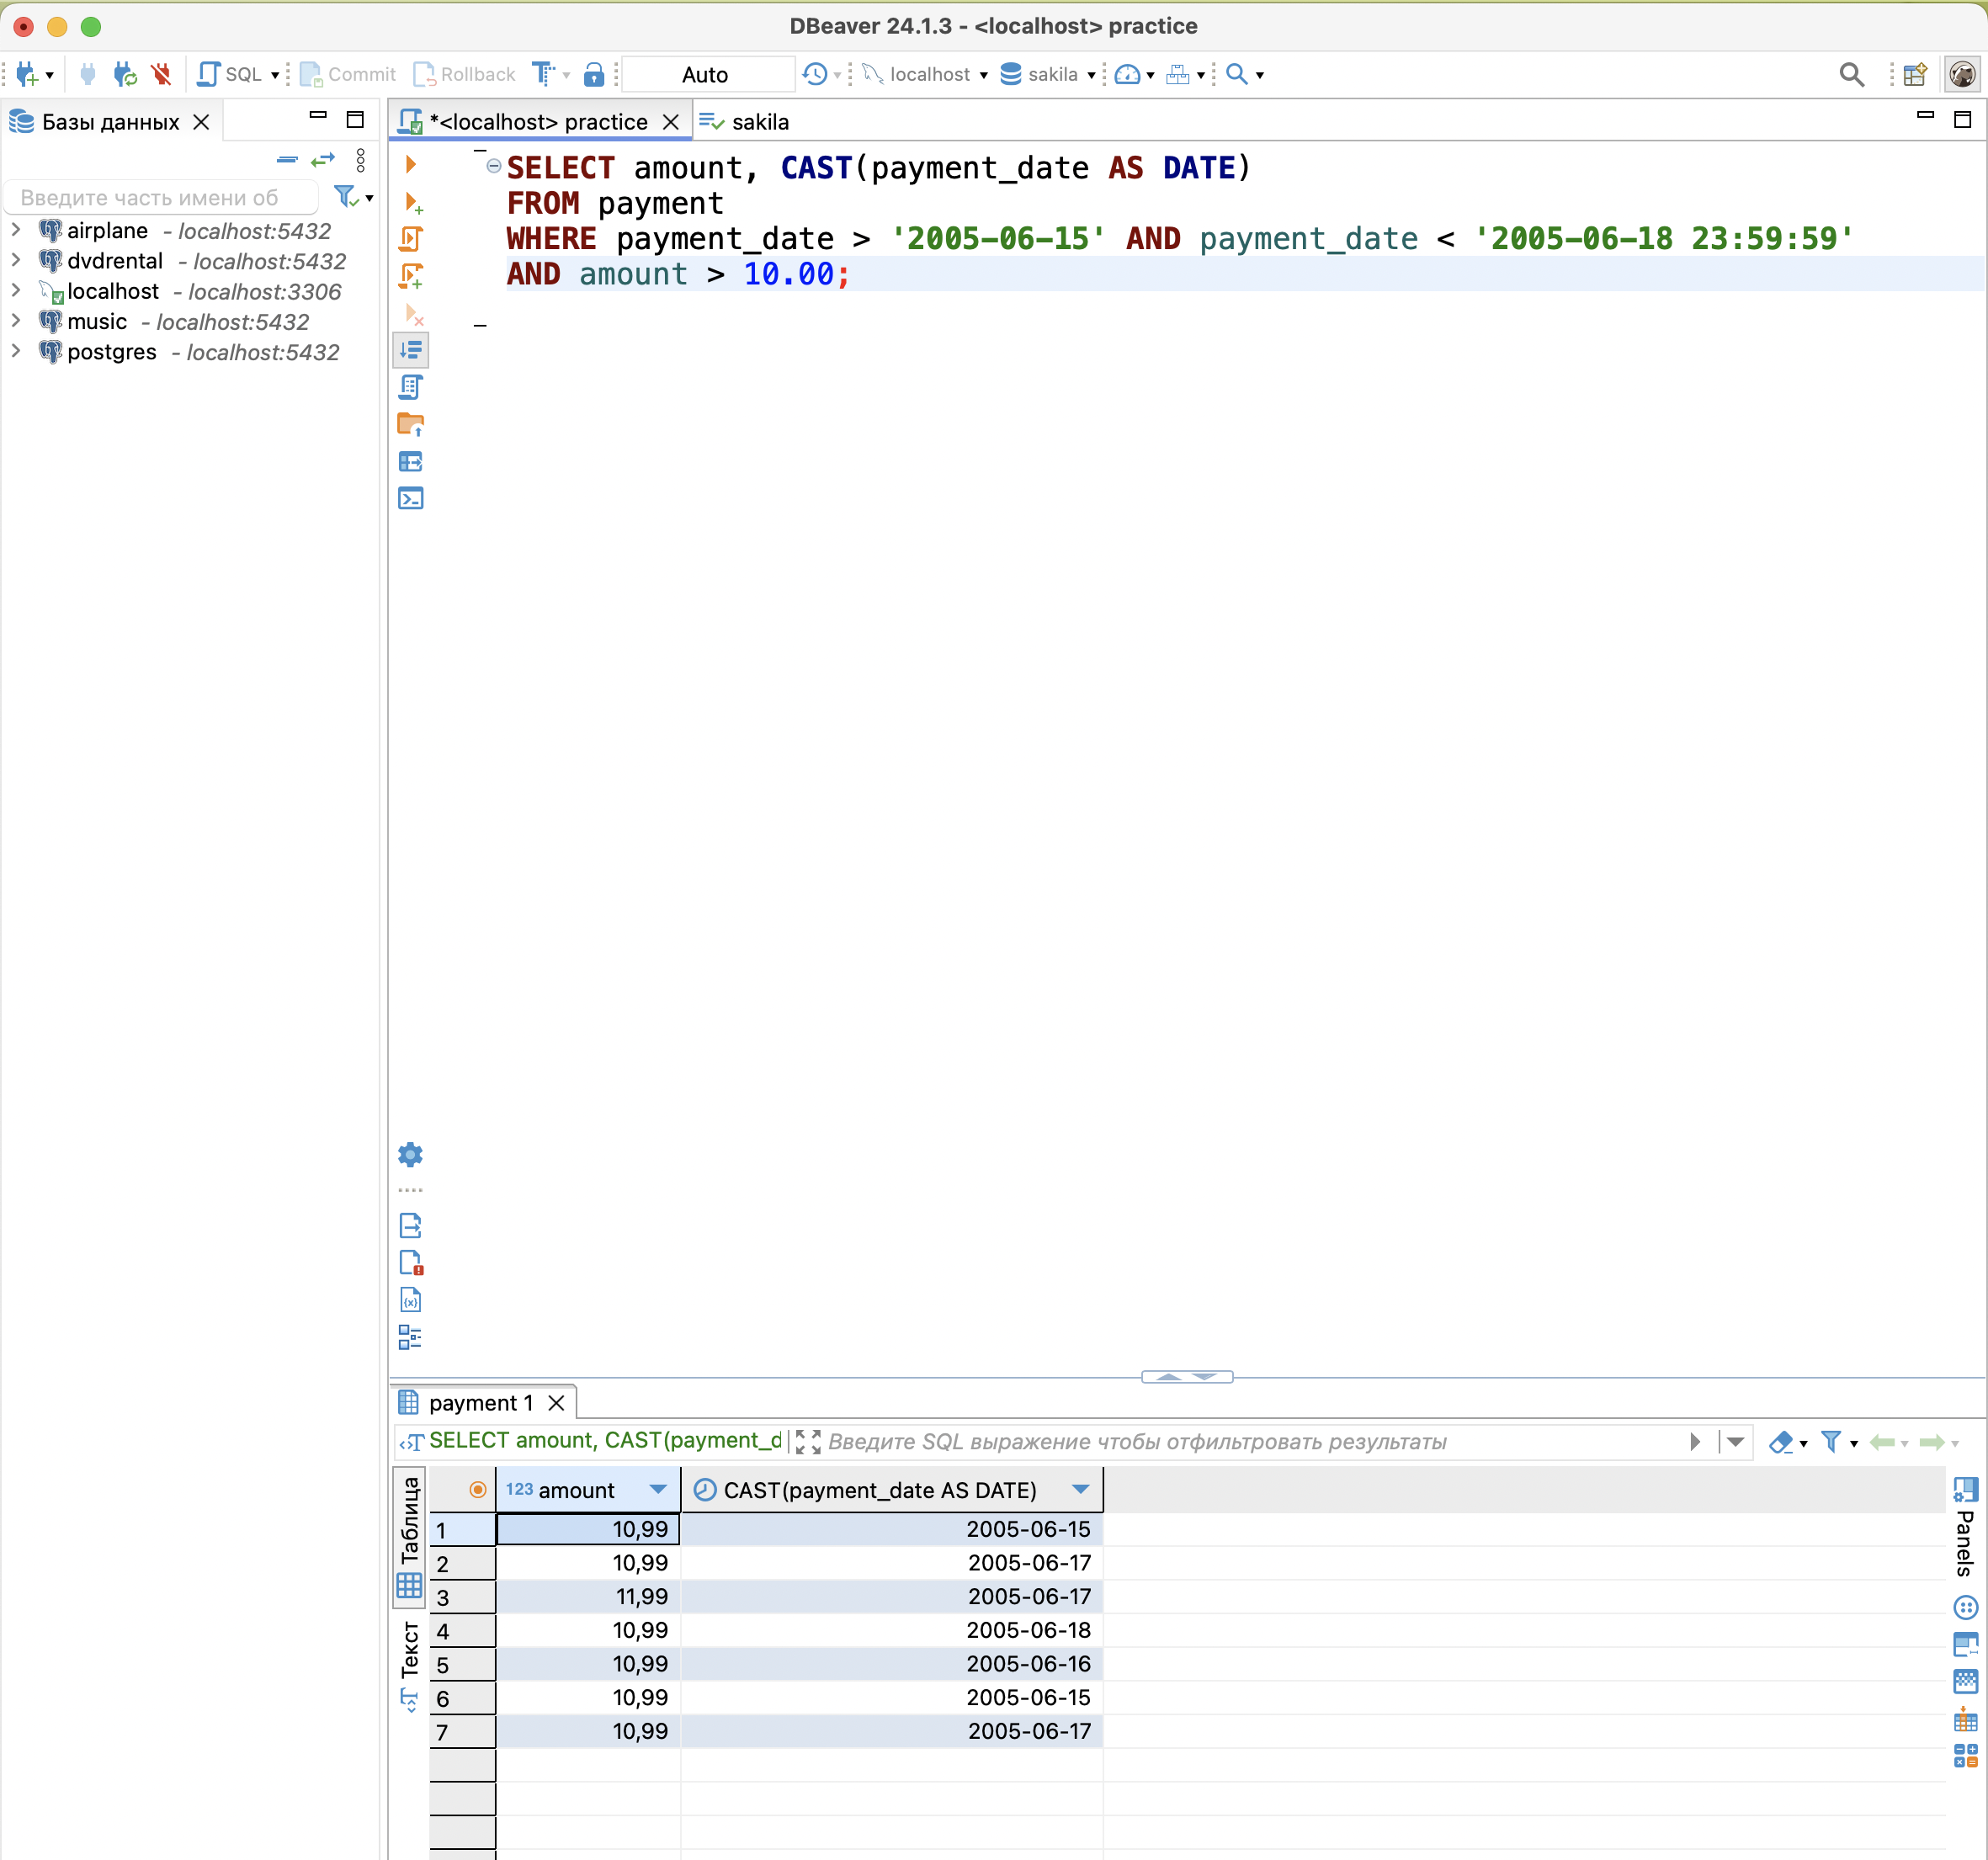 DBeaver 24.1.3 - <localhost> practice
SQL Commit Rollback Auto localhost sakila
Базы данных
*<localhost> practice sakila
Введите часть имени об
airplane - localhost:5432
dvdrental - localhost:5432
localhost - localhost:3306
music - localhost:5432
postgres - localhost:5432
SELECT amount, CAST(payment_date AS DATE)
FROM payment
WHERE payment_date > '2005-06-15' AND payment_date < '2005-06-18 23:59:59'
AND amount > 10.00;
payment 1
SELECT amount, CAST(payment_d Введите SQL выражение чтобы отфильтровать результаты
Таблица
Текст
123 amount CAST(payment_date AS DATE)
1 10,99 2005-06-15
2 10,99 2005-06-17
3 11,99 2005-06-17
4 10,99 2005-06-18
5 10,99 2005-06-16
6 10,99 2005-06-15
7 10,99 2005-06-17
Panels